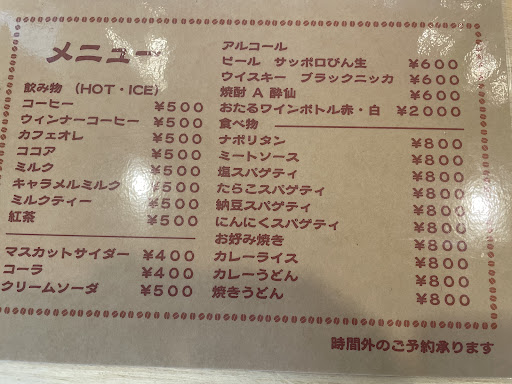 メニュー
飲み物 （HOT・ICE）
コーヒー ¥500
ウィンナーコーヒー ¥500
カフェオレ ¥500
ココア ¥500
ミルク ¥500
キャラメルミルク ¥500
ミルクティー ¥500
紅茶 ¥500
マスカットサイダー ¥400
コーラ ¥400
クリームソーダ ¥500
アルコール
ビール サッポロびん生 ¥600
ウイスキー ブラックニッカ ¥600
焼酎 A 酔仙 ¥600
おたるワインボトル赤・白 ¥2000
食べ物
ナポリタン ¥800
ミートソース ¥800
塩スパゲティ ¥800
たらこスパゲティ ¥800
納豆スパゲティ ¥800
にんにくスパゲティ ¥800
お好み焼き ¥800
カレーライス ¥800
カレーうどん ¥800
焼きうどん ¥800
時間外のご予約承ります